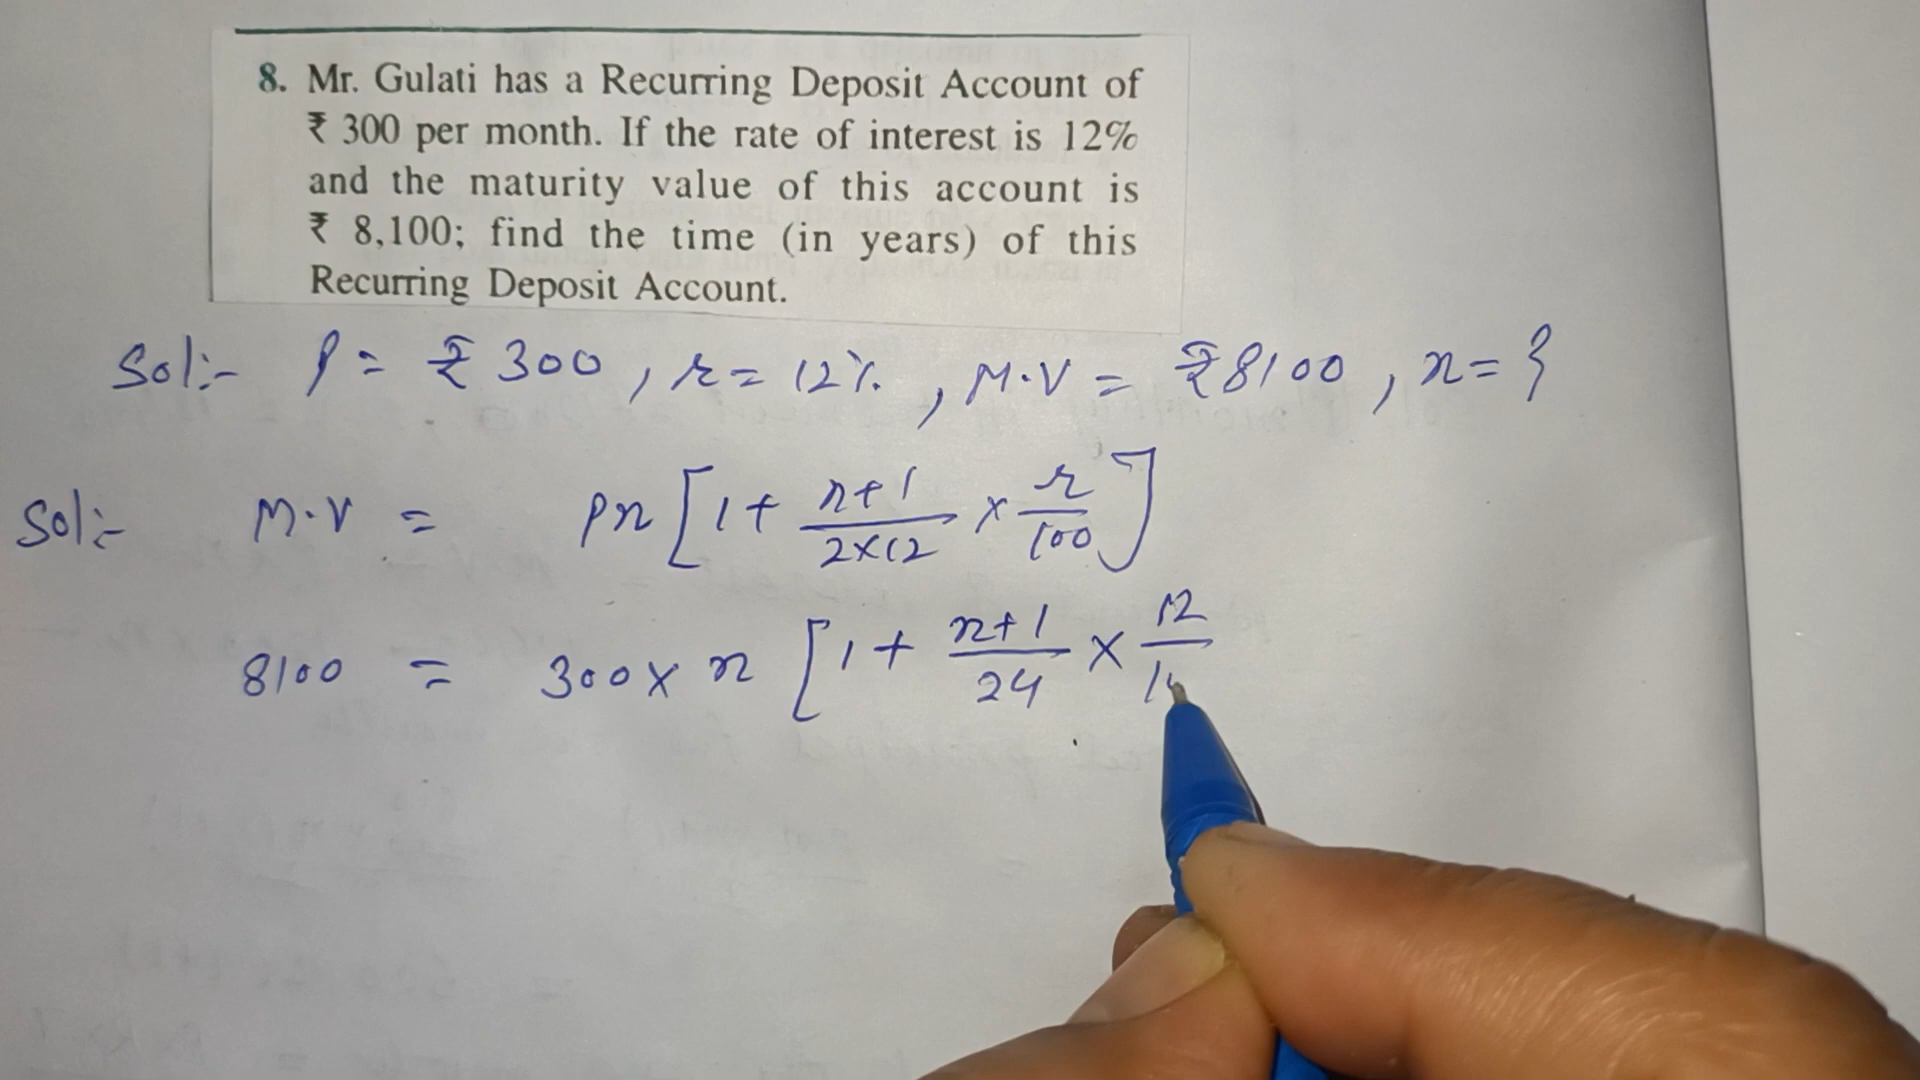 8. Mr. Gulati has a Recurring Deposit Account of
₹ 300 per month. If the rate of interest is 12%
and the maturity value of this account is
₹ 8,100; find the time (in years) of this
Recurring Deposit Account.
Sol:- P = ₹ 300, r = 12%, M.V = ₹8100, n = ?
Sol:- M.V = Pn [1 + n+1/2×12 × r/100]
8100 = 300 × n [1 + n+1/24 × 12/10